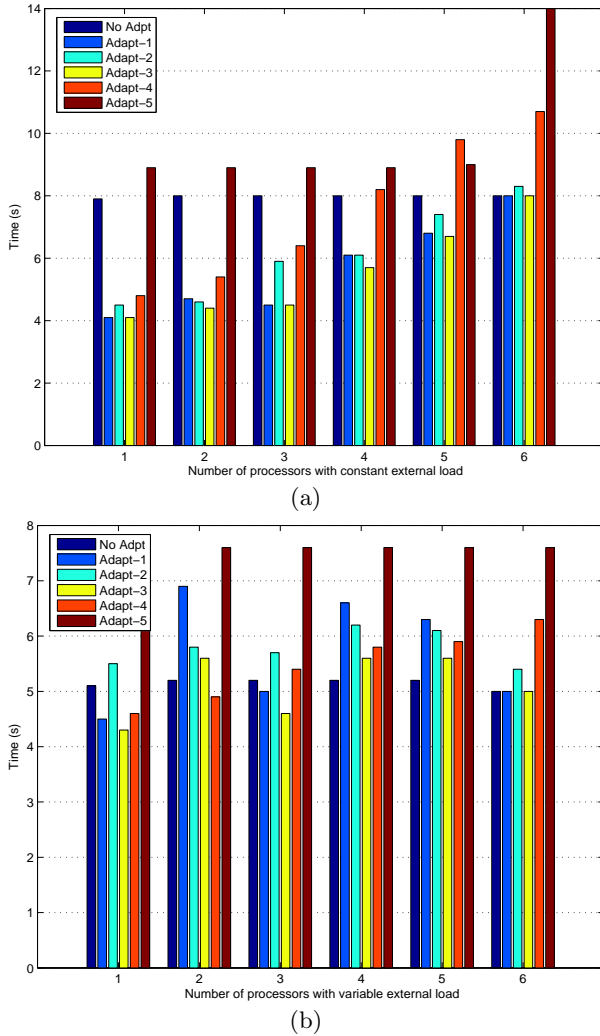 14
12
10
8
6
4
2
0
Time (s)
No Adpt
Adapt−1
Adapt−2
Adapt−3
Adapt−4
Adapt−5
1 2 3 4 5 6
Number of processors with constant external load
(a)
8
7
6
5
4
3
2
1
0
Time (s)
No Adpt
Adapt−1
Adapt−2
Adapt−3
Adapt−4
Adapt−5
1 2 3 4 5 6
Number of processors with variable external load
(b)